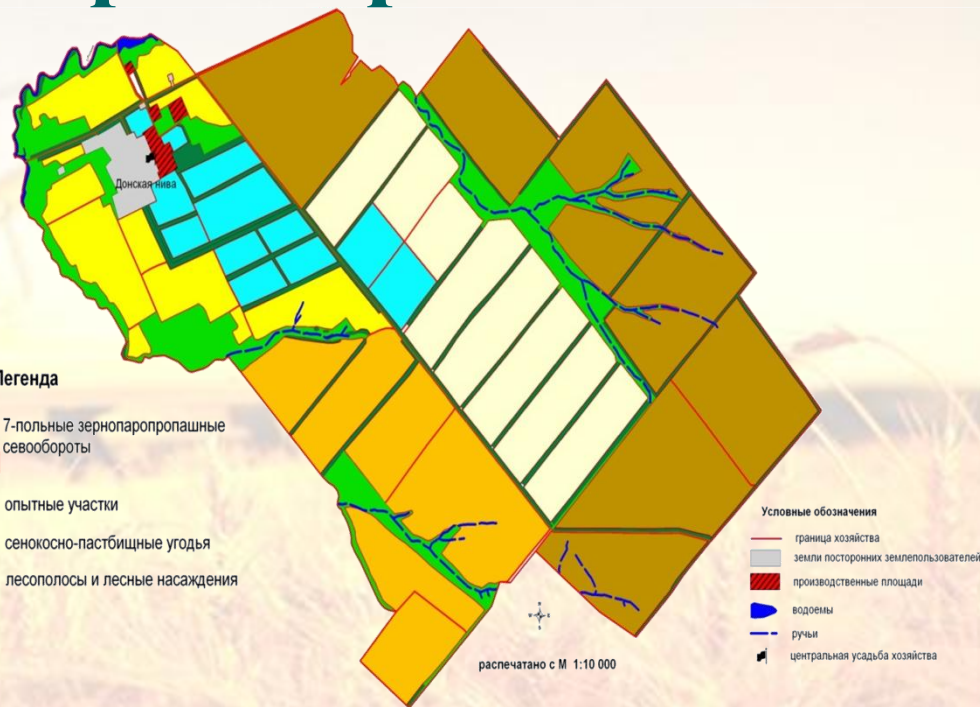 Донская нива
Легенда
7-польные зернопаропропашные
севообороты
опытные участки
сенокосно-пастбищные угодья
лесополосы и лесные насаждения
Условные обозначения
граница хозяйства
земли посторонних землепользователей
производственные площади
водоемы
ручьи
центральная усадьба хозяйства
распечатано с М 1:10 000